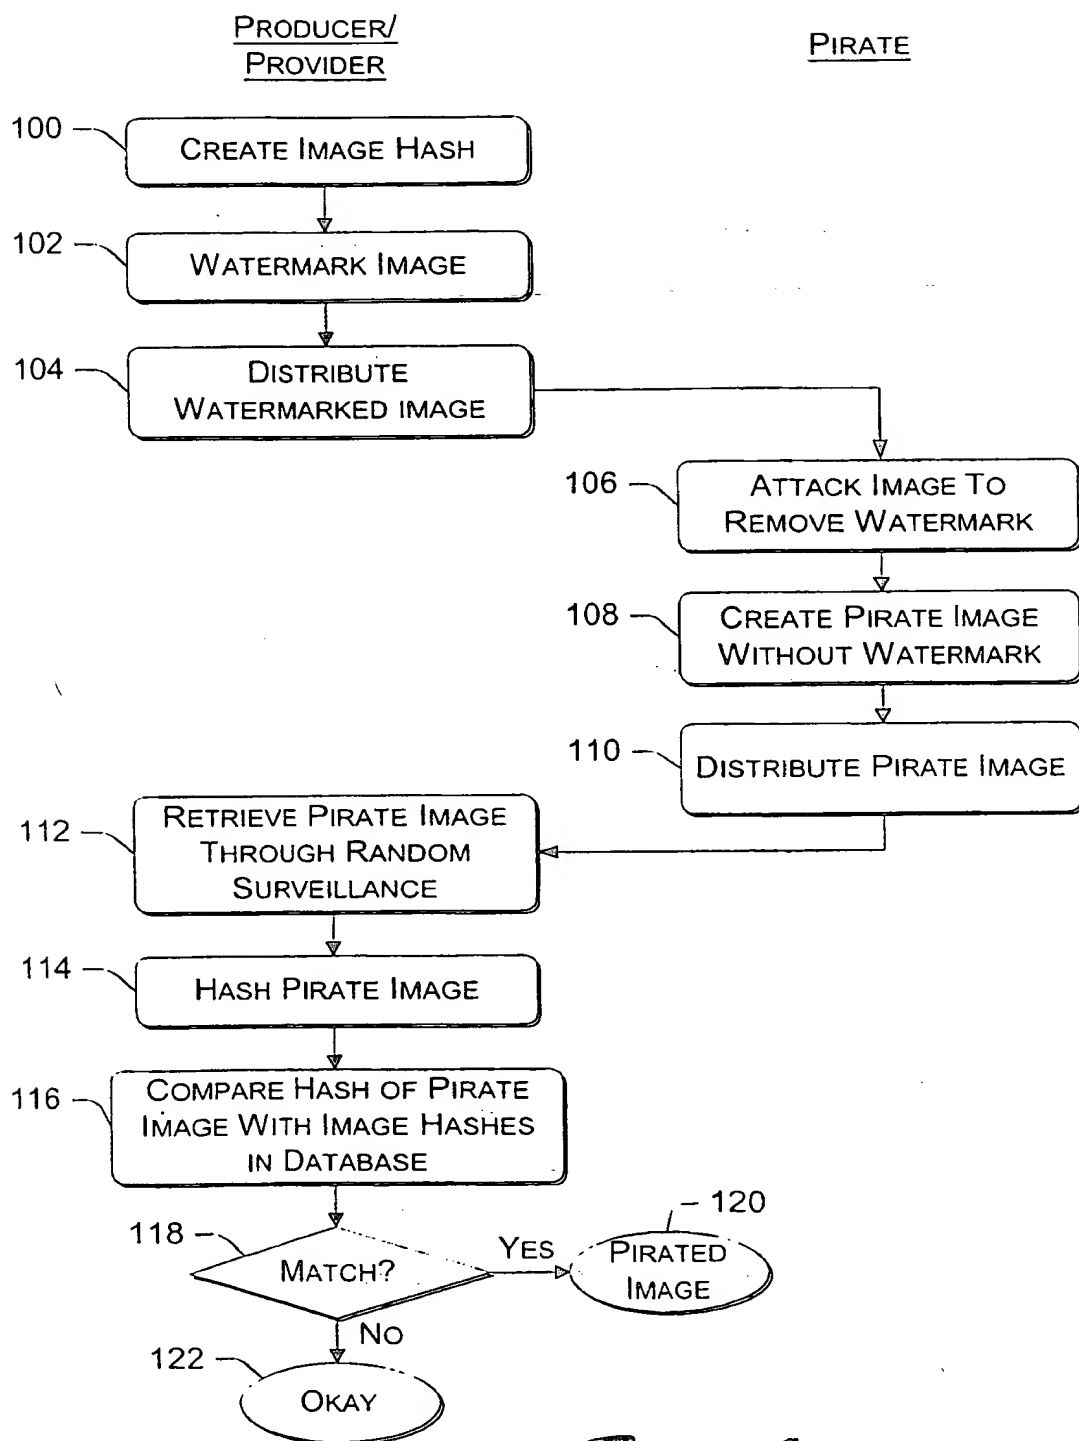 PRODUCER/
PROVIDER
PIRATE
100
CREATE IMAGE HASH
102
WATERMARK IMAGE
104
DISTRIBUTE
WATERMARKED IMAGE
106
ATTACK IMAGE TO
REMOVE WATERMARK
108
CREATE PIRATE IMAGE
WITHOUT WATERMARK
110
DISTRIBUTE PIRATE IMAGE
112
RETRIEVE PIRATE IMAGE
THROUGH RANDOM
SURVEILLANCE
114
HASH PIRATE IMAGE
116
COMPARE HASH OF PIRATE
IMAGE WITH IMAGE HASHES
IN DATABASE
118
MATCH?
YES
120
PIRATED
IMAGE
NO
122
OKAY